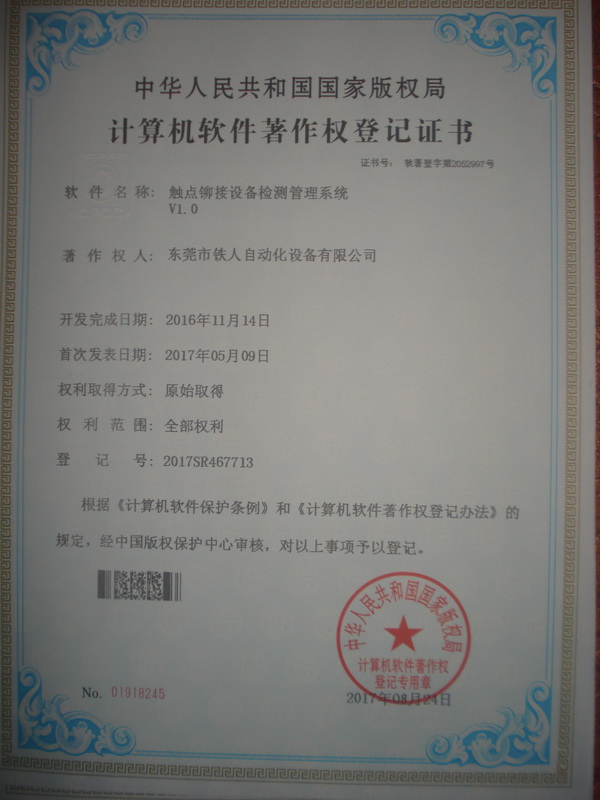 中华人民共和国国家版权局
计算机软件著作权登记证书
证书号： 软著登字第2052997号
软件名称： 触点铆接设备检测管理系统
V1.0
著作权人： 东莞市铁人自动化设备有限公司
开发完成日期： 2016年11月14日
首次发表日期： 2017年05月09日
权利取得方式： 原始取得
权利范围： 全部权利
登记号： 2017SR467713
根据《计算机软件保护条例》和《计算机软件著作权登记办法》的
规定，经中国版权保护中心审核，对以上事项予以登记。
中华人民共和国国家版权局
计算机软件著作权
登记专用章
No. 01918245
2017年08月24日